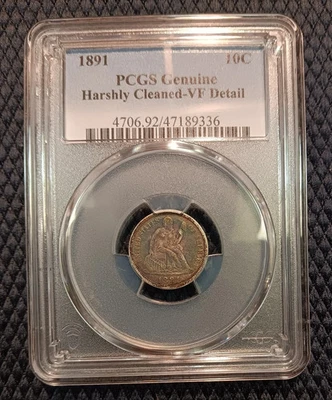 1891 10C
PCGS Genuine
Harshly Cleaned-VF Detail
4706.92/47189336